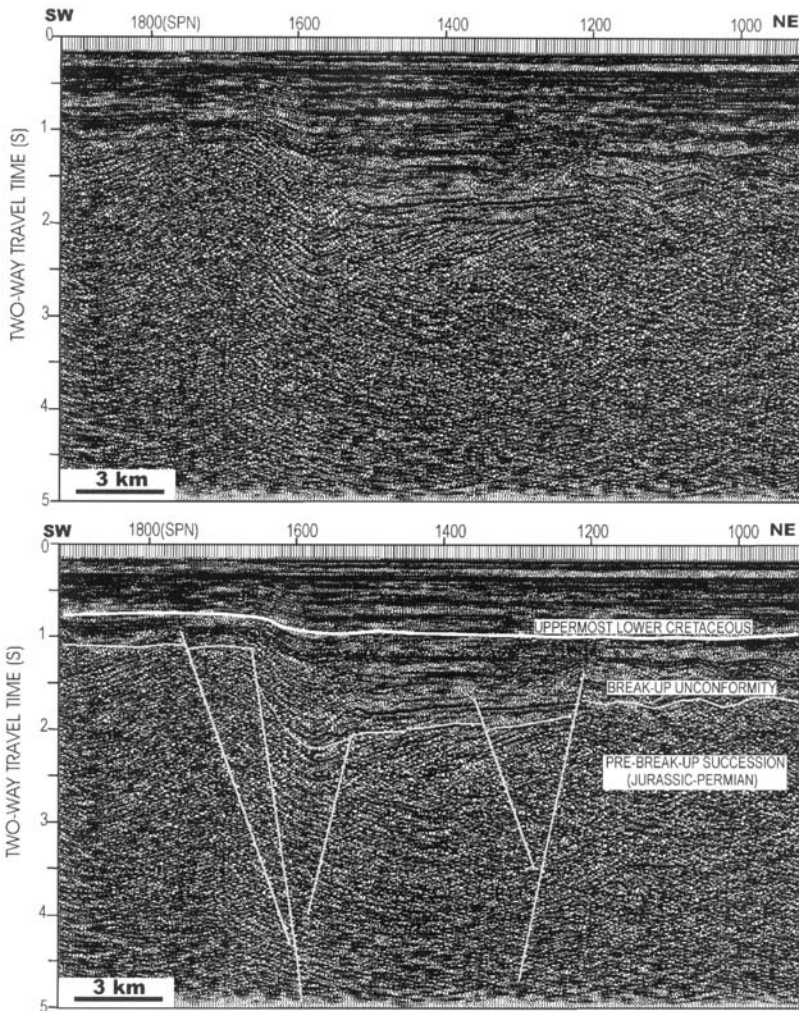 SW 1800(SPN) 1600 1400 1200 1000 NE
0
1
2
3
4
5
TWO-WAY TRAVEL TIME (S)
3 km
SW 1800(SPN) 1600 1400 1200 1000 NE
0
1
UPPERMOST LOWER CRETACEOUS
BREAK-UP UNCONFORMITY
2
PRE-BREAK-UP SUCCESSION
(JURASSIC-PERMIAN)
3
4
5
TWO-WAY TRAVEL TIME (S)
3 km